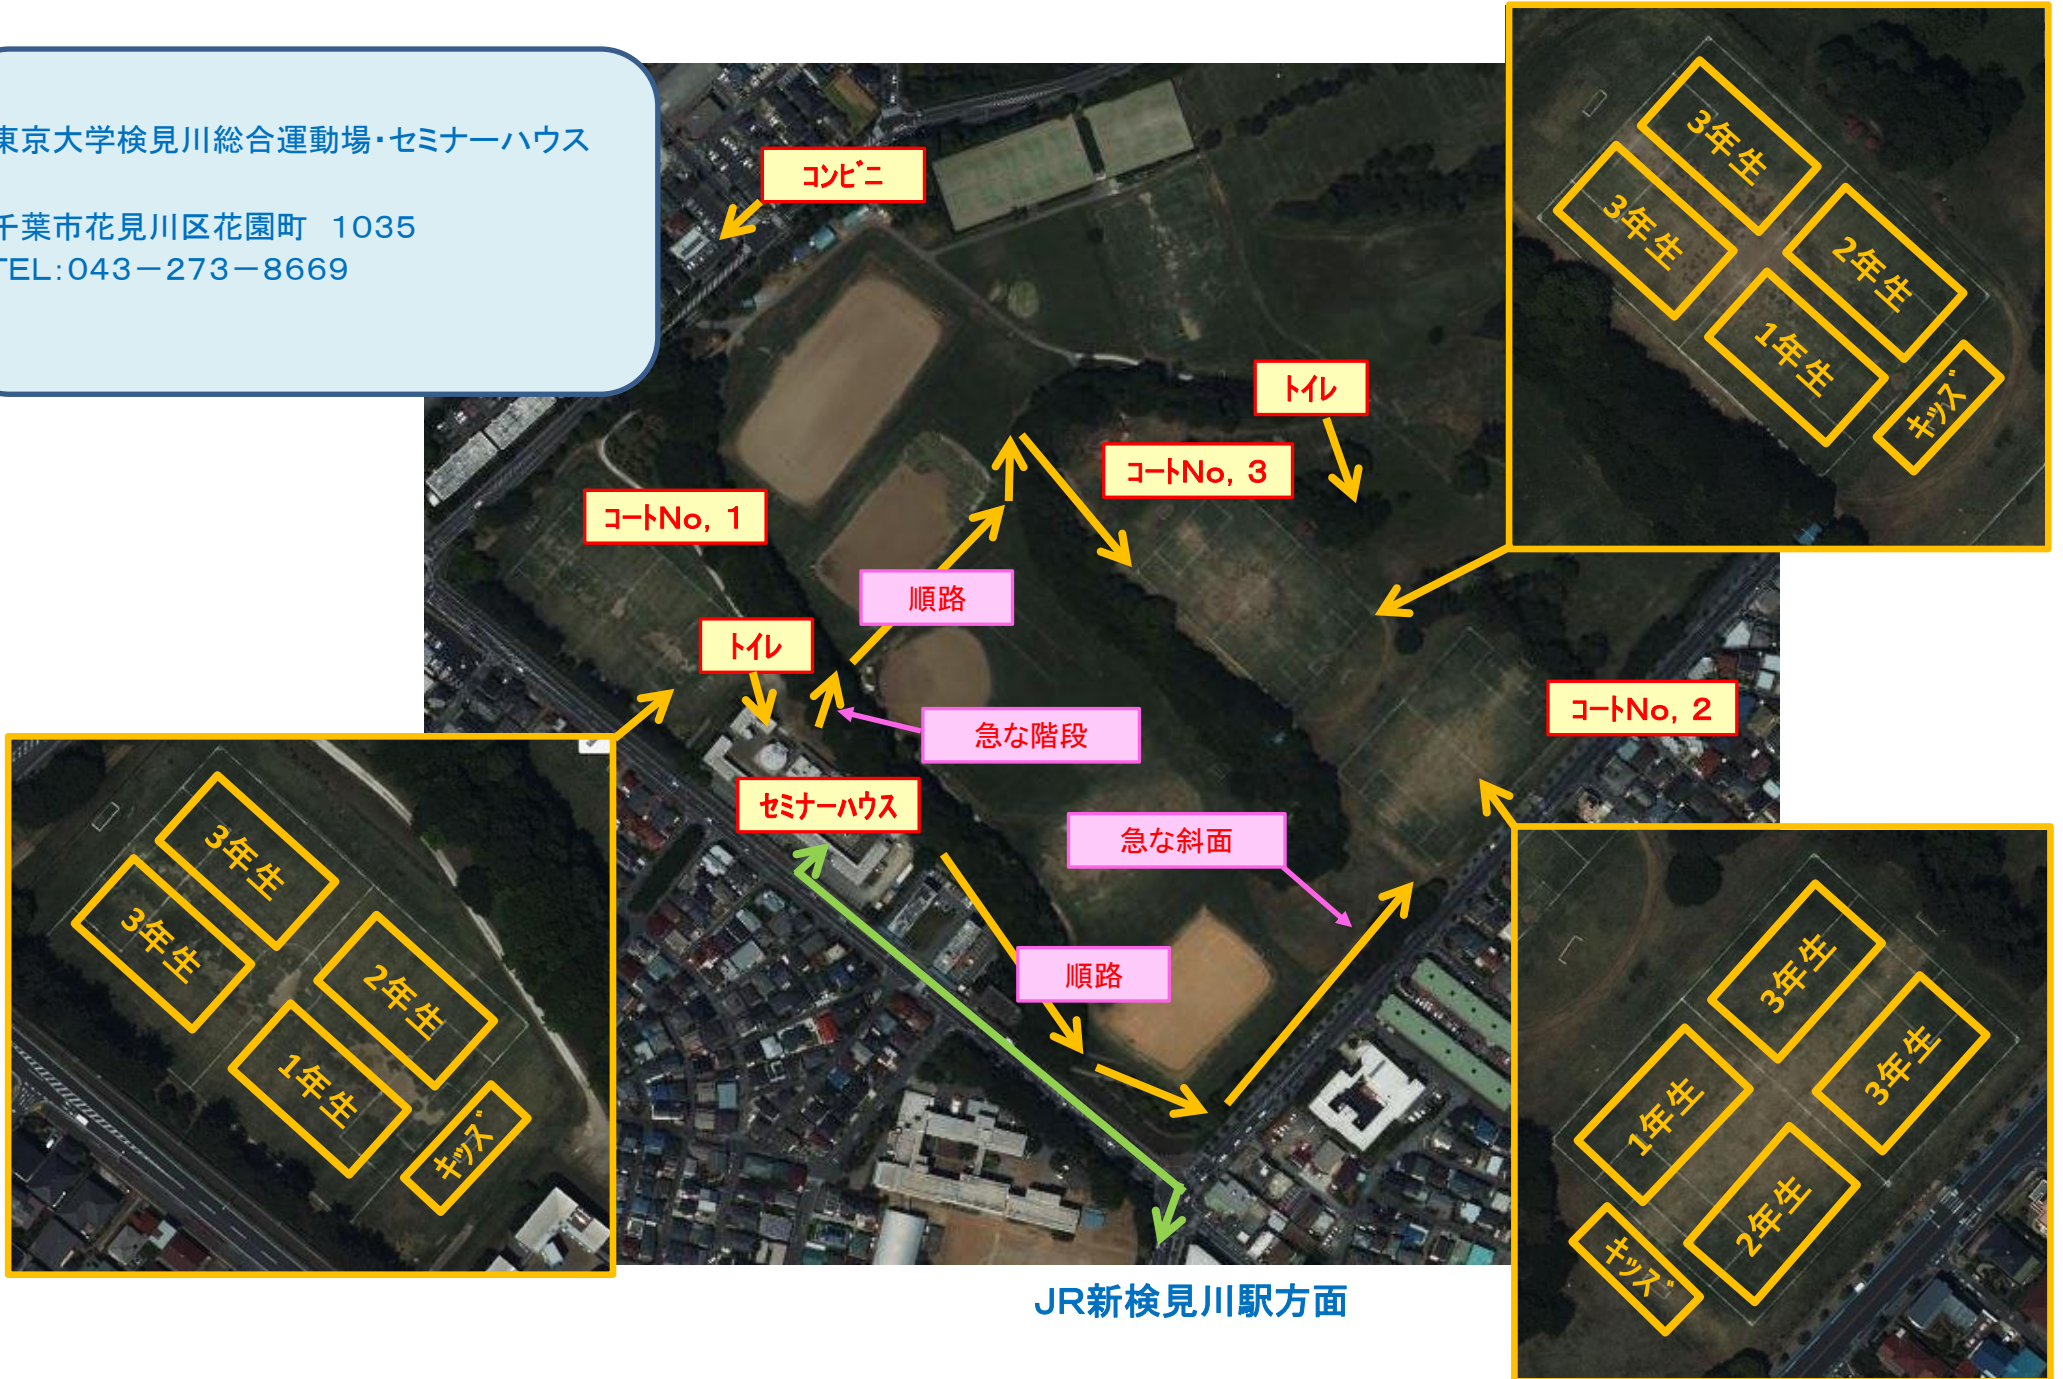 東京大学検見川総合運動場・セミナーハウス
千葉市花見川区花園町　1035
TEL:043－273－8669
コンビニ
トイレ
コートNo, 3
コートNo, 1
順路
トイレ
急な階段
コートNo, 2
セミナーハウス
急な斜面
順路
JR新検見川駅方面
3年生
3年生
2年生
1年生
キッズ
3年生
3年生
2年生
1年生
キッズ
3年生
3年生
1年生
2年生
キッズ